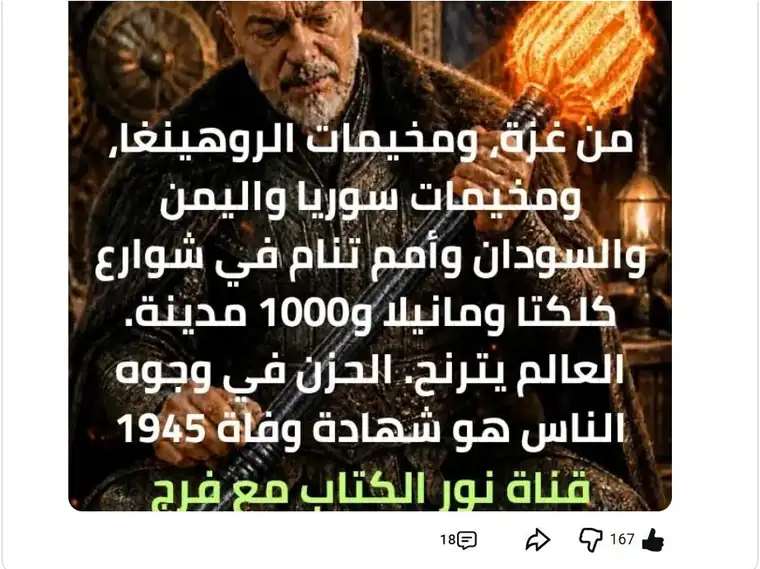 من غزة، ومخيمات الروهينغا،
ومخيمات سوريا واليمن
والسودان وأمم تنام في شوارع
كلكتا ومانيلا و1000 مدينة.
العالم يترنح. الحزن في وجوه
الناس هو شهادة وفاة 1945
قناة نور الكتاب مع فرج
18
167